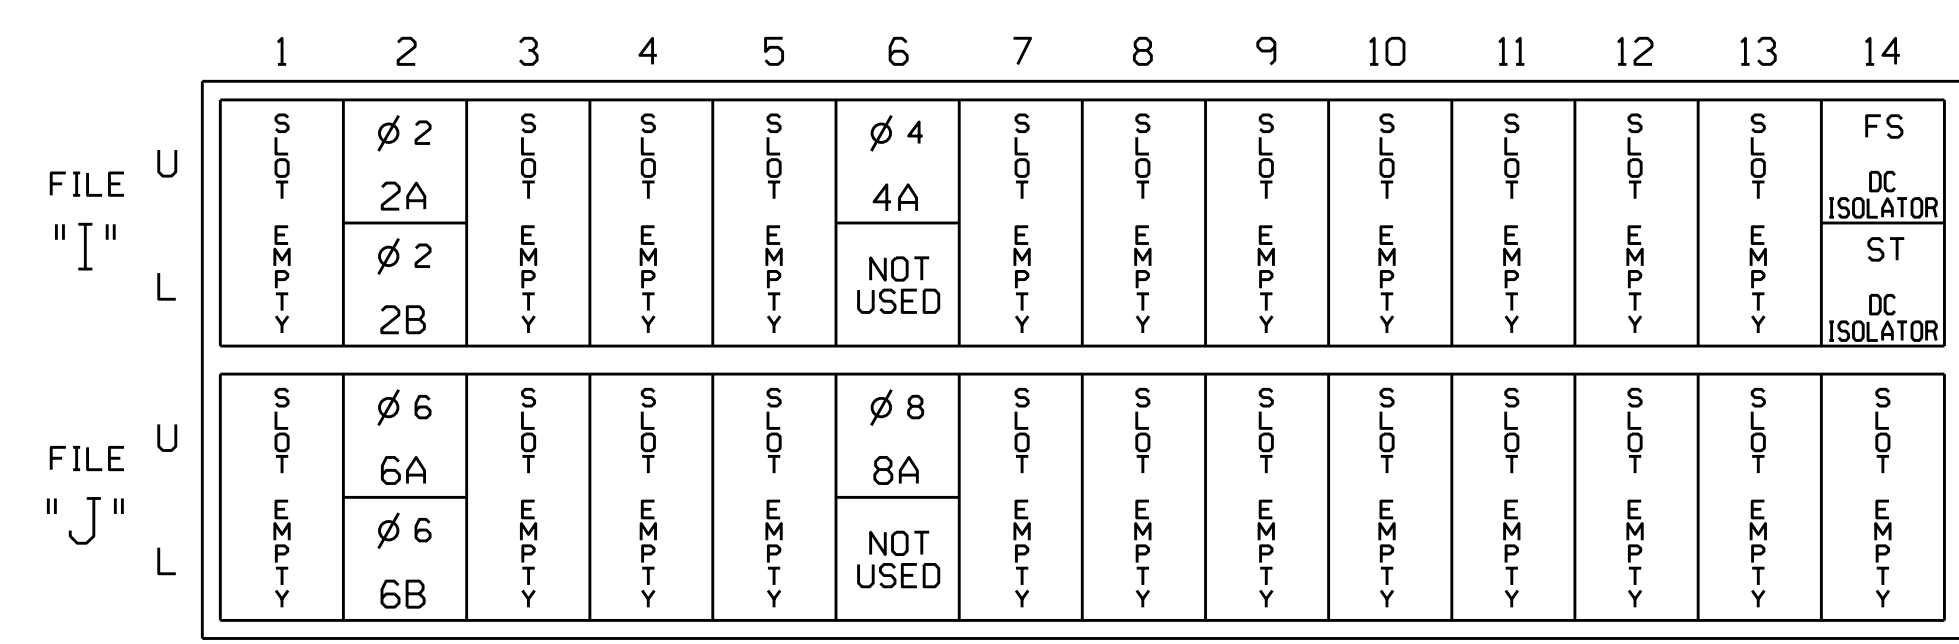 1 2 3 4 5 6 7 8 9 10 11 12 13 14
FILE
"I"
U
L
SLOT EMPTY
Ø 2
2A
Ø 2
2B
SLOT EMPTY
SLOT EMPTY
SLOT EMPTY
Ø 4
4A
NOT
USED
SLOT EMPTY
SLOT EMPTY
SLOT EMPTY
SLOT EMPTY
SLOT EMPTY
SLOT EMPTY
SLOT EMPTY
FS
DC
ISOLATOR
ST
DC
ISOLATOR
FILE
"J"
U
L
SLOT EMPTY
Ø 6
6A
Ø 6
6B
SLOT EMPTY
SLOT EMPTY
SLOT EMPTY
Ø 8
8A
NOT
USED
SLOT EMPTY
SLOT EMPTY
SLOT EMPTY
SLOT EMPTY
SLOT EMPTY
SLOT EMPTY
SLOT EMPTY
SLOT EMPTY